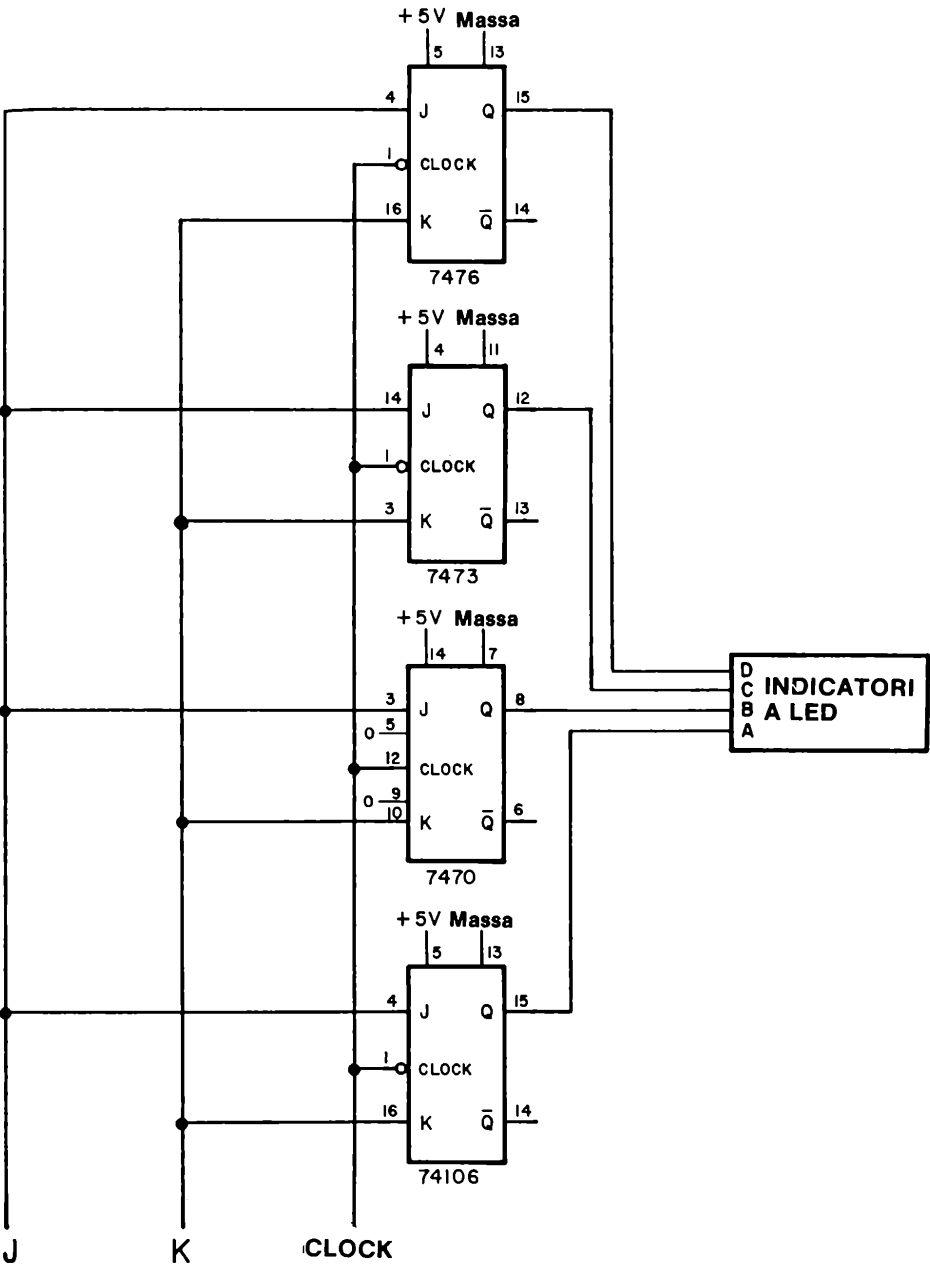 +5V Massa
5 13
4 J Q 15
1 CLOCK
16 K Q̅ 14
7476
+5V Massa
4 11
14 J Q 12
1 CLOCK
3 K Q̅ 13
7473
+5V Massa
14 7
3 J Q 8
0 5
12 CLOCK
0 9
10 K Q̅ 6
7470
D
C INDICATORI
B A LED
A
+5V Massa
5 13
4 J Q 15
1 CLOCK
16 K Q̅ 14
74106
J K CLOCK